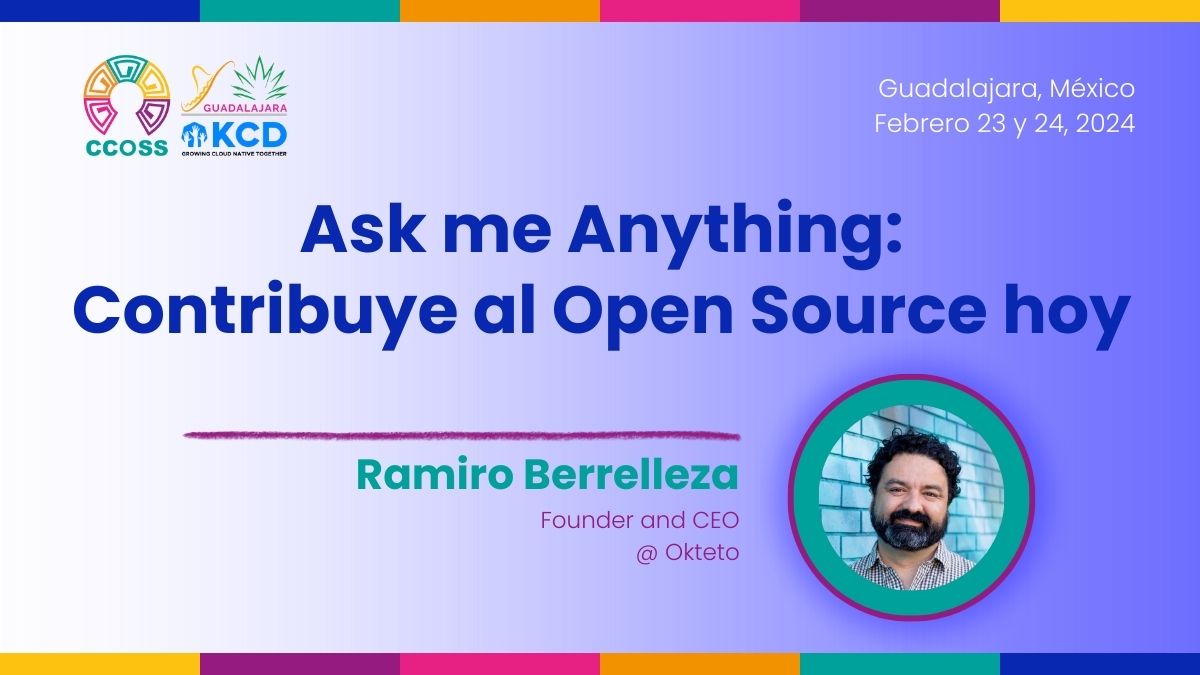 CCOSS
GUADALAJARA
KCD
GROWING CLOUD NATIVE TOGETHER
Guadalajara, México
Febrero 23 y 24, 2024
Ask me Anything:
Contribuye al Open Source hoy
Ramiro Berrelleza
Founder and CEO
@ Okteto